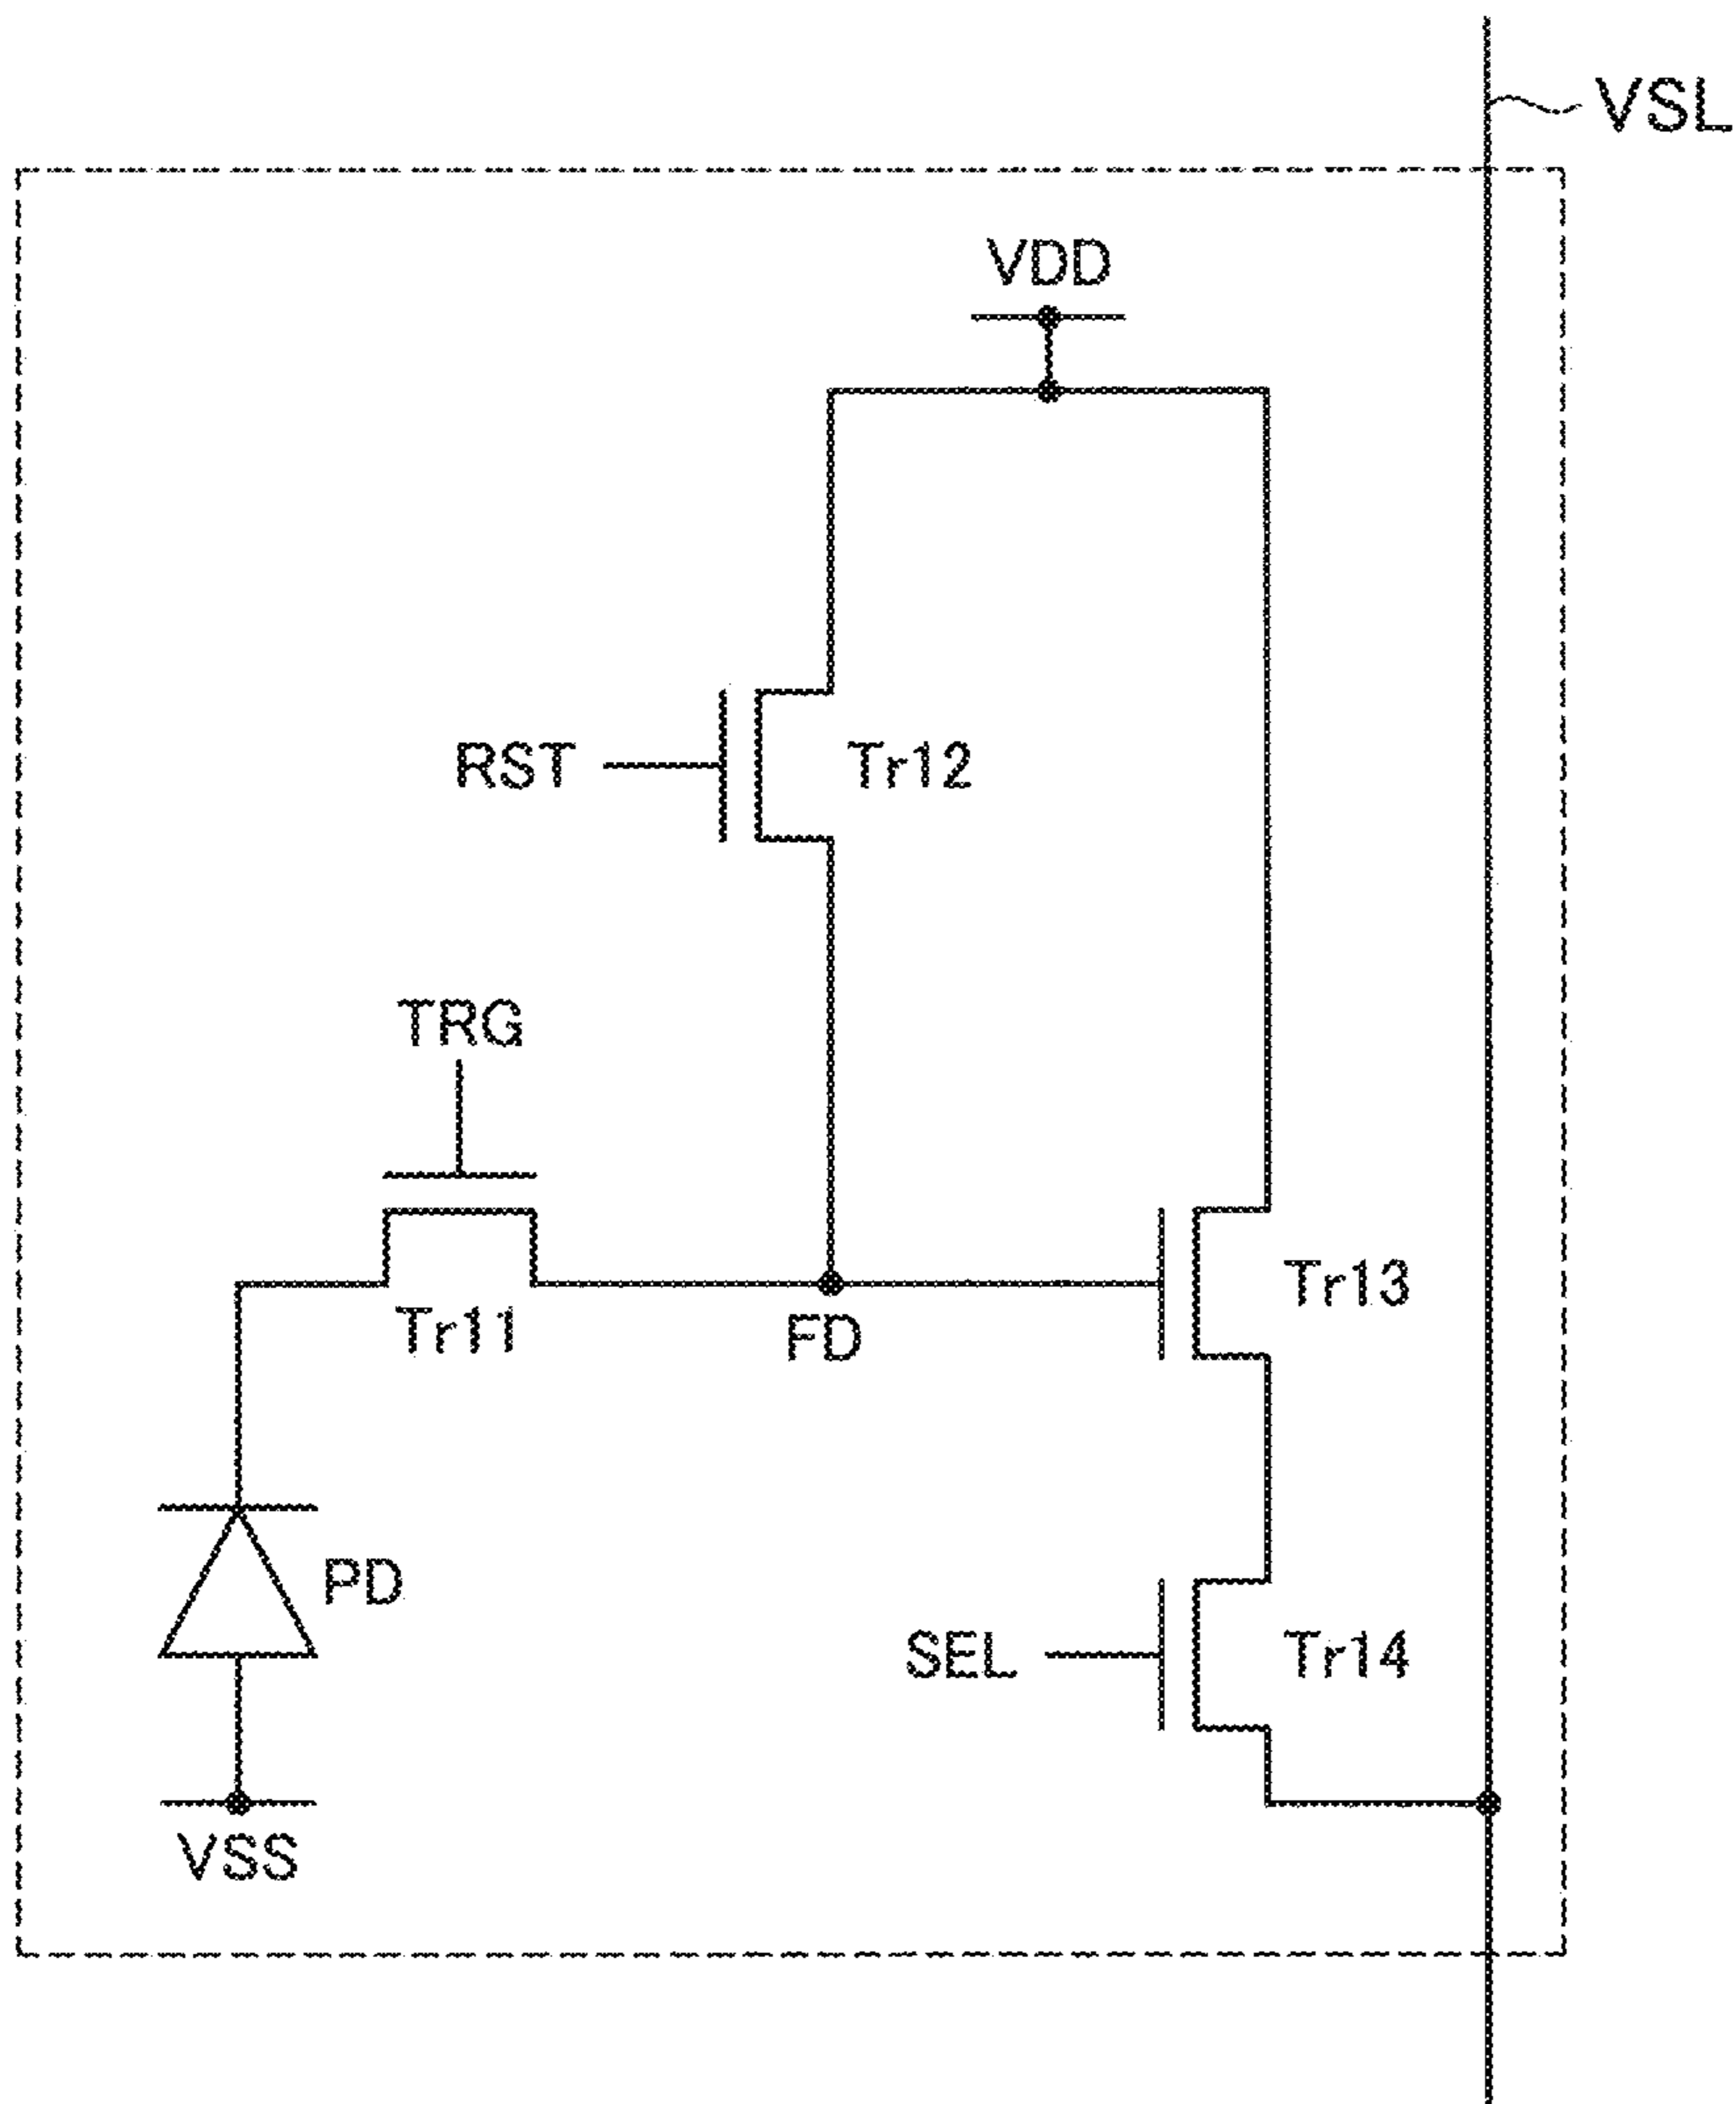 VSL
VDD
RST
Tr12
TRG
Tr13
Tr11
FD
PD
SEL
Tr14
VSS